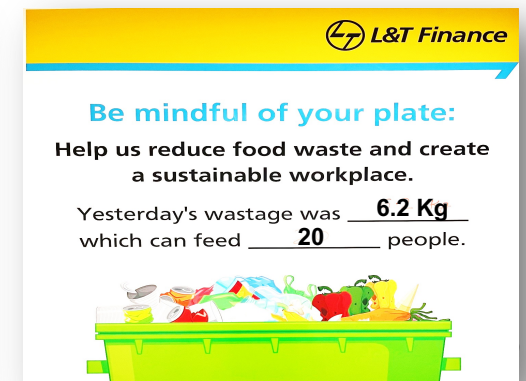 L&T Finance
Be mindful of your plate:
Help us reduce food waste and create
a sustainable workplace.
Yesterday's wastage was 6.2 Kg
which can feed 20 people.